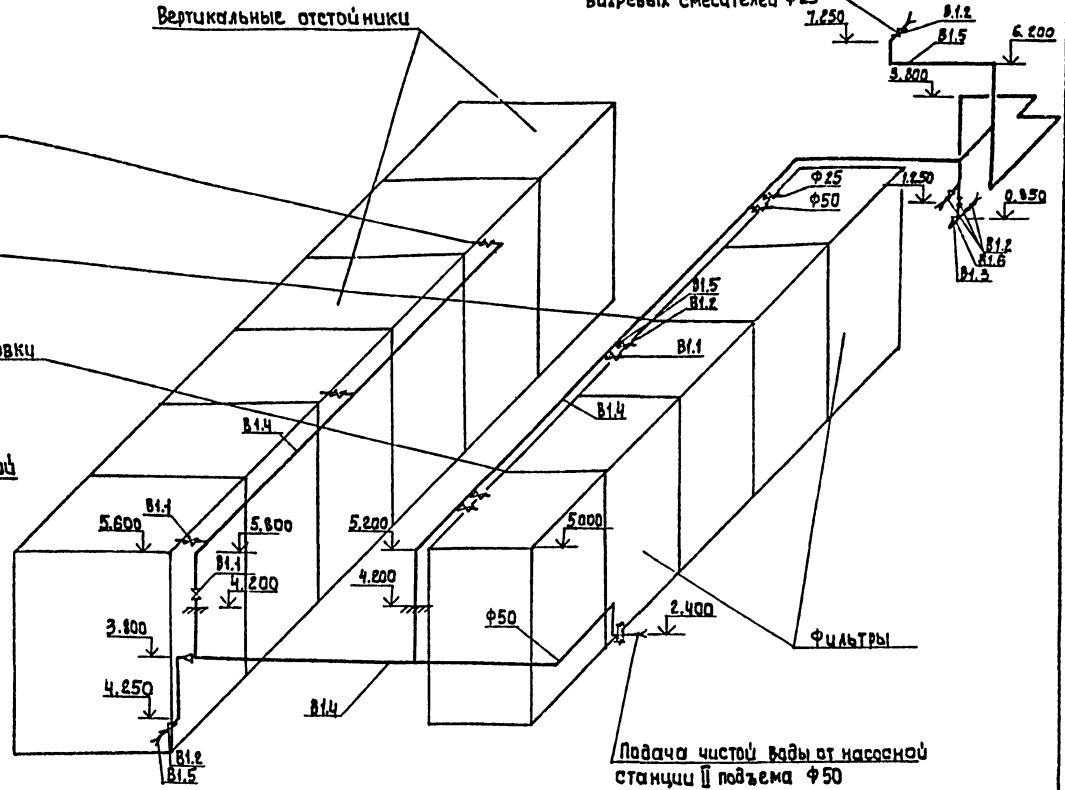 Вертикальные отстойники
вихревых смесителей Ф25
7.250
В1.2
В1.5
6.200
3.800
Ф25
Ф50
1.250
0.850
В1.2
В1.6
В1.3
В1.5
В1.2
В1.1
В1.4
В1.4
В1.1
5.600
5.800
5.200
5.000
В1.1
4.200
4.200
3.800
Ф50
2.400
Фильтры
4.250
В1.4
В1.2
В1.5
Подача чистой воды от насосной
станции II подъема Ф50